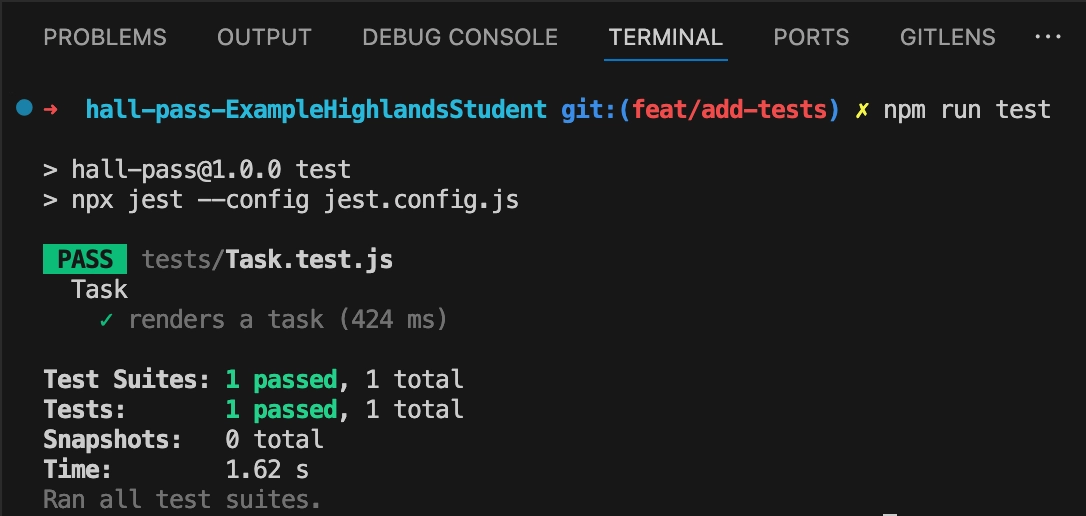 PROBLEMS OUTPUT DEBUG CONSOLE TERMINAL PORTS GITLENS ···
➜ hall-pass-ExampleHighlandsStudent git:(feat/add-tests) ✗ npm run test
> hall-pass@1.0.0 test
> npx jest --config jest.config.js
PASS tests/Task.test.js
Task
✓ renders a task (424 ms)
Test Suites: 1 passed, 1 total
Tests: 1 passed, 1 total
Snapshots: 0 total
Time: 1.62 s
Ran all test suites.